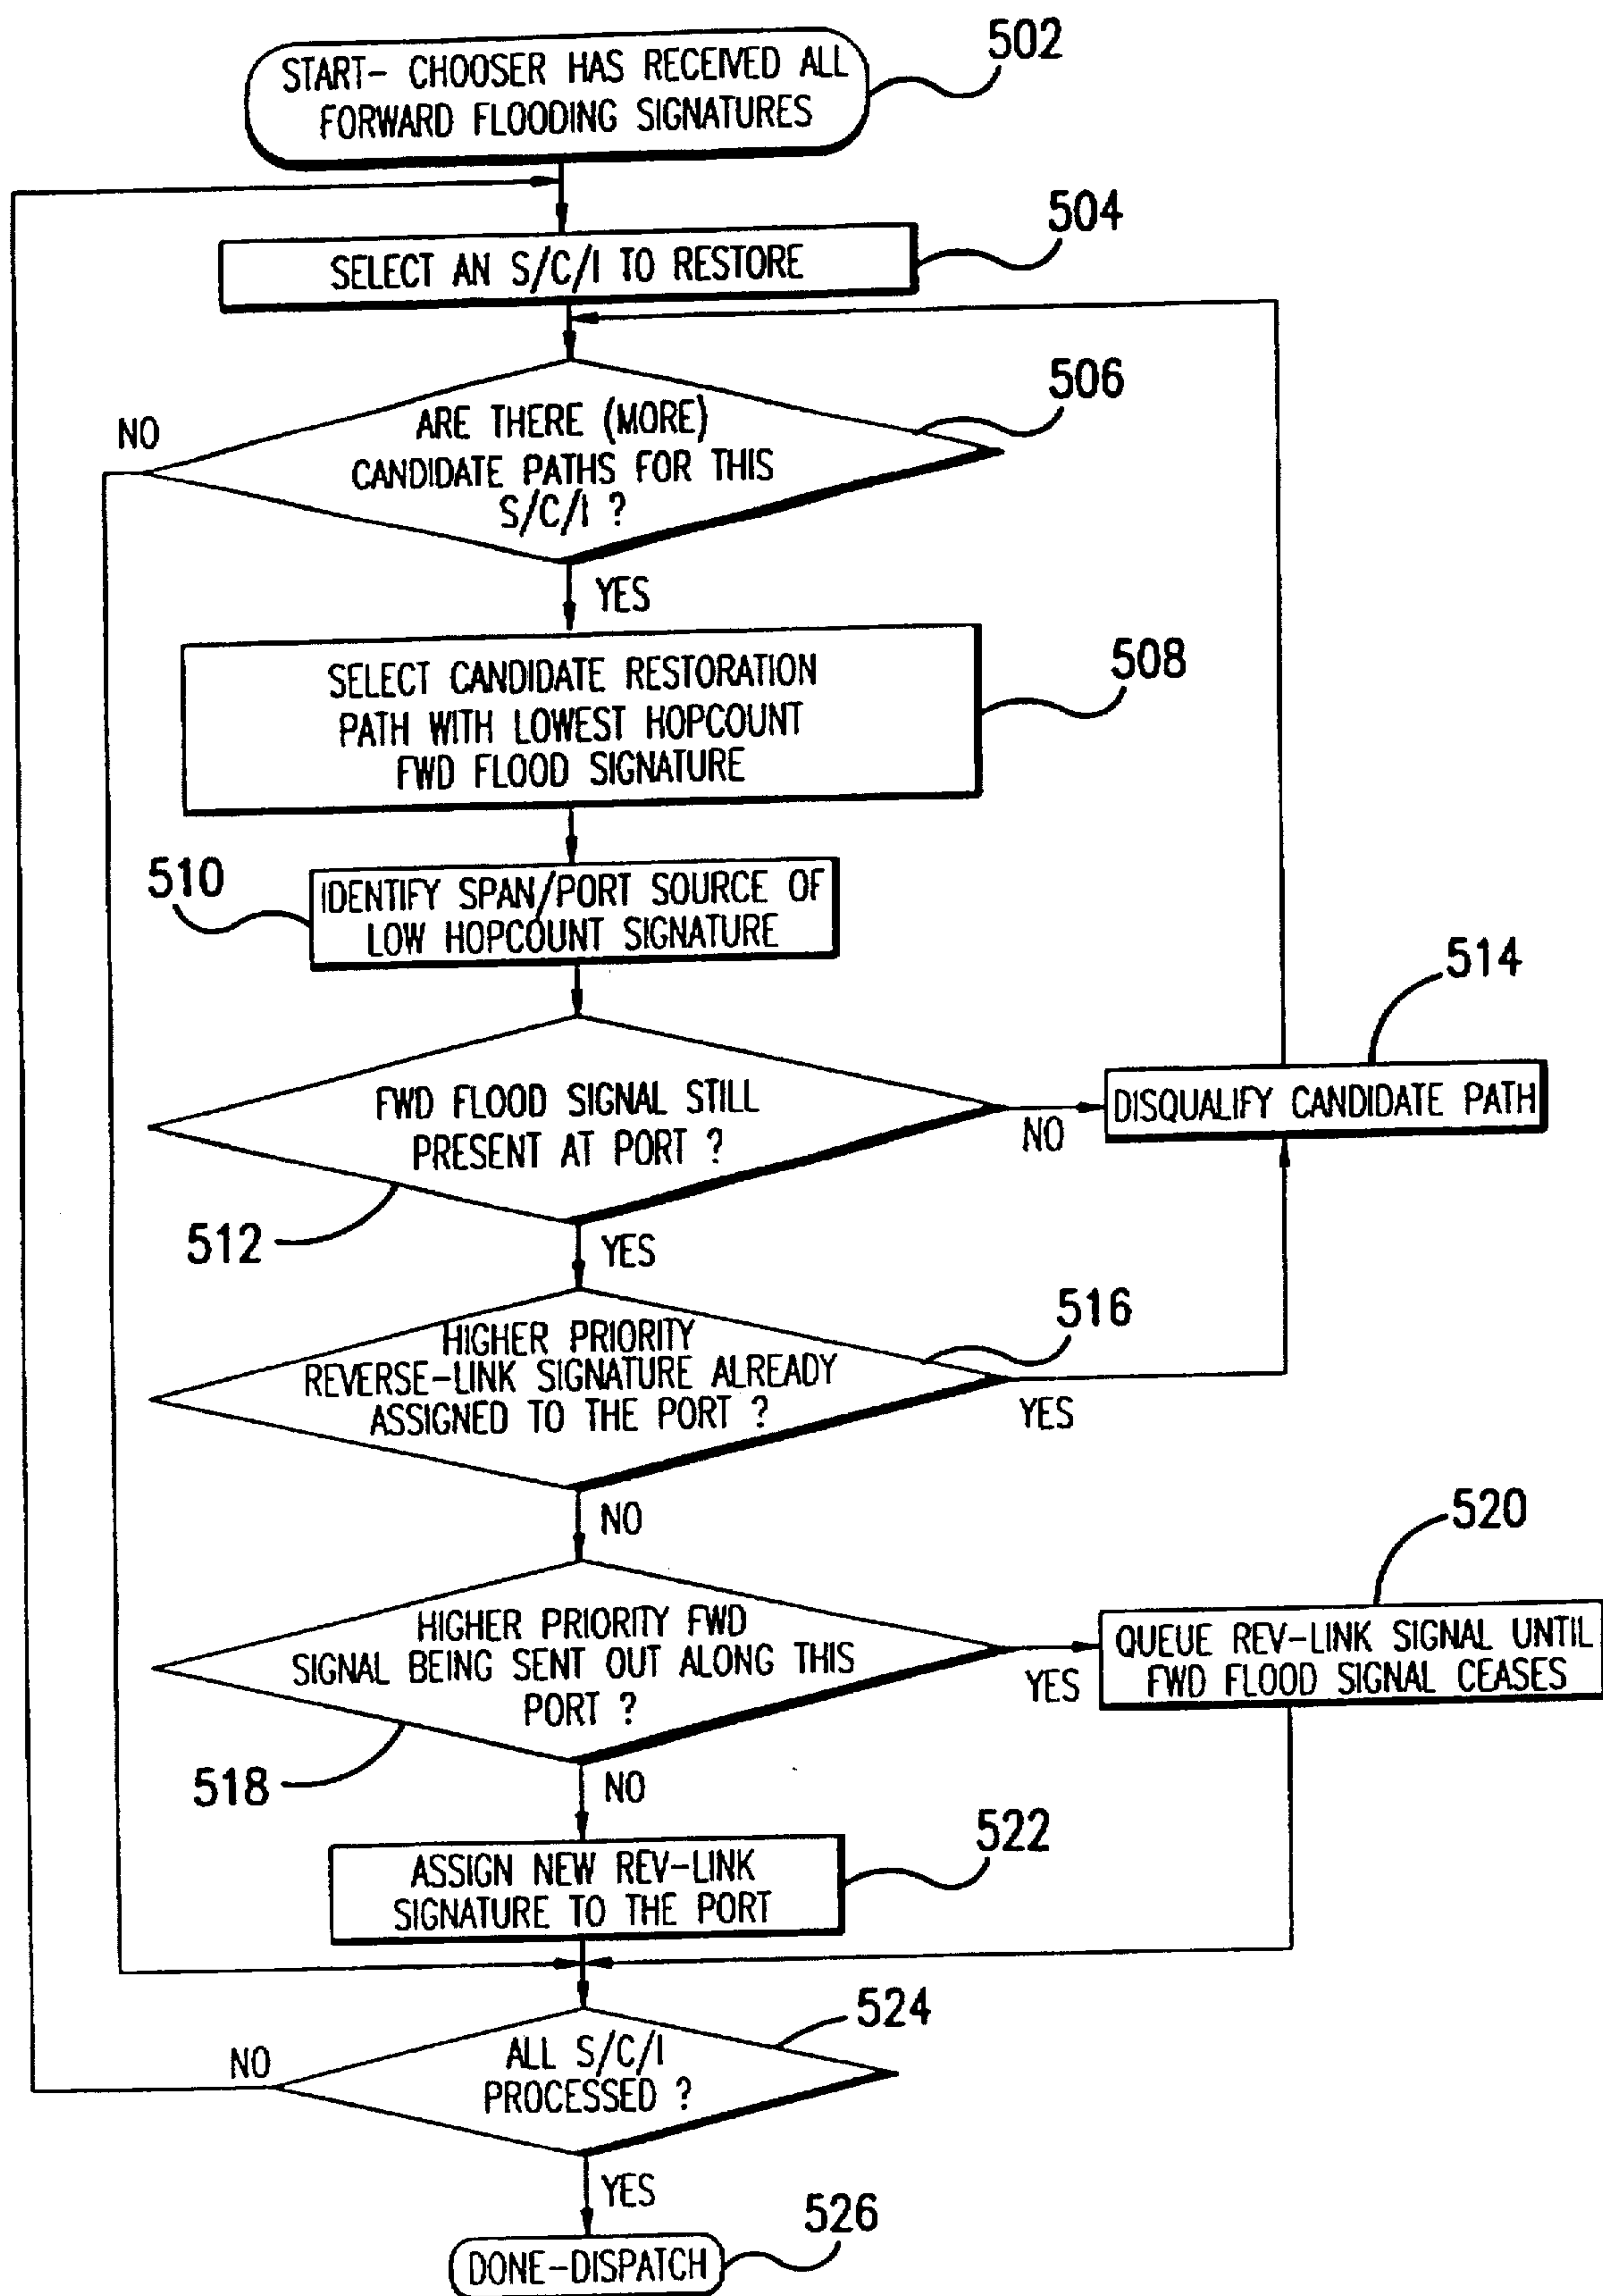 START- CHOOSER HAS RECEIVED ALL
FORWARD FLOODING SIGNATURES
502
SELECT AN S/C/I TO RESTORE
504
ARE THERE (MORE)
CANDIDATE PATHS FOR THIS
S/C/I ?
506
NO
YES
SELECT CANDIDATE RESTORATION
PATH WITH LOWEST HOPCOUNT
FWD FLOOD SIGNATURE
508
510
IDENTIFY SPAN/PORT SOURCE OF
LOW HOPCOUNT SIGNATURE
FWD FLOOD SIGNAL STILL
PRESENT AT PORT ?
512
NO
DISQUALIFY CANDIDATE PATH
514
YES
HIGHER PRIORITY
REVERSE-LINK SIGNATURE ALREADY
ASSIGNED TO THE PORT ?
516
YES
NO
HIGHER PRIORITY FWD
SIGNAL BEING SENT OUT ALONG THIS
PORT ?
518
YES
QUEUE REV-LINK SIGNAL UNTIL
FWD FLOOD SIGNAL CEASES
520
NO
ASSIGN NEW REV-LINK
SIGNATURE TO THE PORT
522
ALL S/C/I
PROCESSED ?
524
NO
YES
DONE-DISPATCH
526